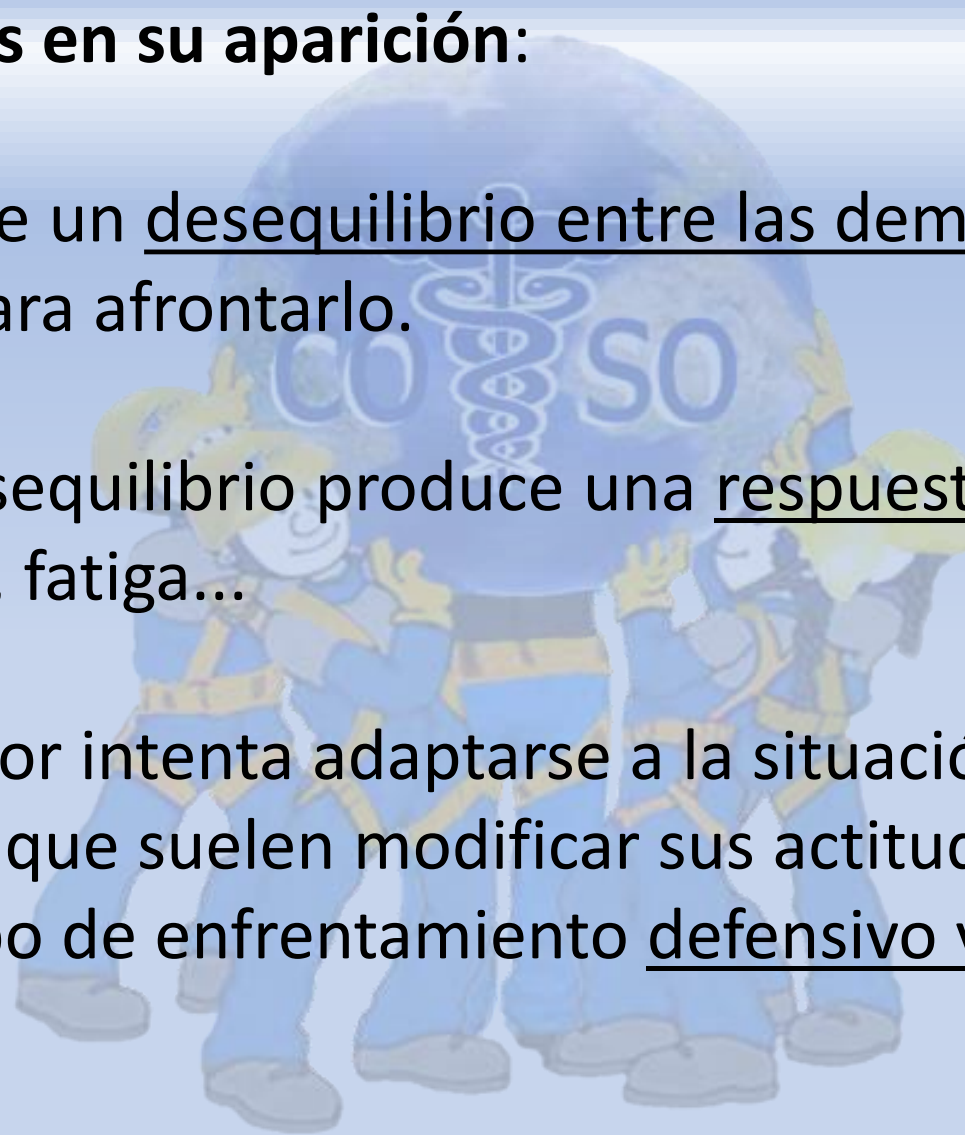 s en su aparición:
e un desequilibrio entre las dem
ara afrontarlo.
CO SO
sequilibrio produce una respuest
, fatiga...
or intenta adaptarse a la situació
que suelen modificar sus actitud
po de enfrentamiento defensivo y